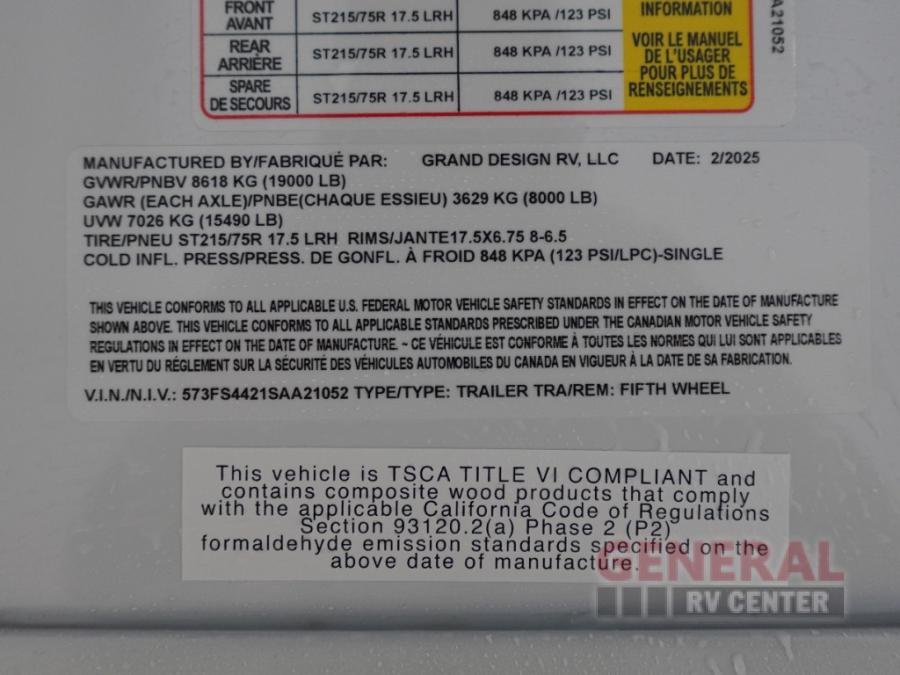 FRONT
AVANT
ST215/75R 17.5 LRH
848 KPA /123 PSI
REAR
ARRIÈRE
ST215/75R 17.5 LRH
848 KPA /123 PSI
SPARE
DE SECOURS
ST215/75R 17.5 LRH
848 KPA /123 PSI
INFORMATION
VOIR LE MANUEL
DE L'USAGER
POUR PLUS DE
RENSEIGNEMENTS
A21052
MANUFACTURED BY/FABRIQUÉ PAR: GRAND DESIGN RV, LLC DATE: 2/2025
GVWR/PNBV 8618 KG (19000 LB)
GAWR (EACH AXLE)/PNBE(CHAQUE ESSIEU) 3629 KG (8000 LB)
UVW 7026 KG (15490 LB)
TIRE/PNEU ST215/75R 17.5 LRH RIMS/JANTE17.5X6.75 8-6.5
COLD INFL. PRESS/PRESS. DE GONFL. À FROID 848 KPA (123 PSI/LPC)-SINGLE
THIS VEHICLE CONFORMS TO ALL APPLICABLE U.S. FEDERAL MOTOR VEHICLE SAFETY STANDARDS IN EFFECT ON THE DATE OF MANUFACTURE
SHOWN ABOVE. THIS VEHICLE CONFORMS TO ALL APPLICABLE STANDARDS PRESCRIBED UNDER THE CANADIAN MOTOR VEHICLE SAFETY
REGULATIONS IN EFFECT ON THE DATE OF MANUFACTURE. ~ CE VÉHICULE EST CONFORME À TOUTES LES NORMES QUI LUI SONT APPLICABLES
EN VERTU DU RÉGLEMENT SUR LA SÉCURITÉ DES VÉHICULES AUTOMOBILES DU CANADA EN VIGUEUR À LA DATE DE SA FABRICATION.
V.I.N./N.I.V.: 573FS4421SAA21052 TYPE/TYPE: TRAILER TRA/REM: FIFTH WHEEL
This vehicle is TSCA TITLE VI COMPLIANT and
contains composite wood products that comply
with the applicable California Code of Regulations
Section 93120.2(a) Phase 2 (P2)
formaldehyde emission standards specified on the
above date of manufacture.
GENERAL
RV CENTER